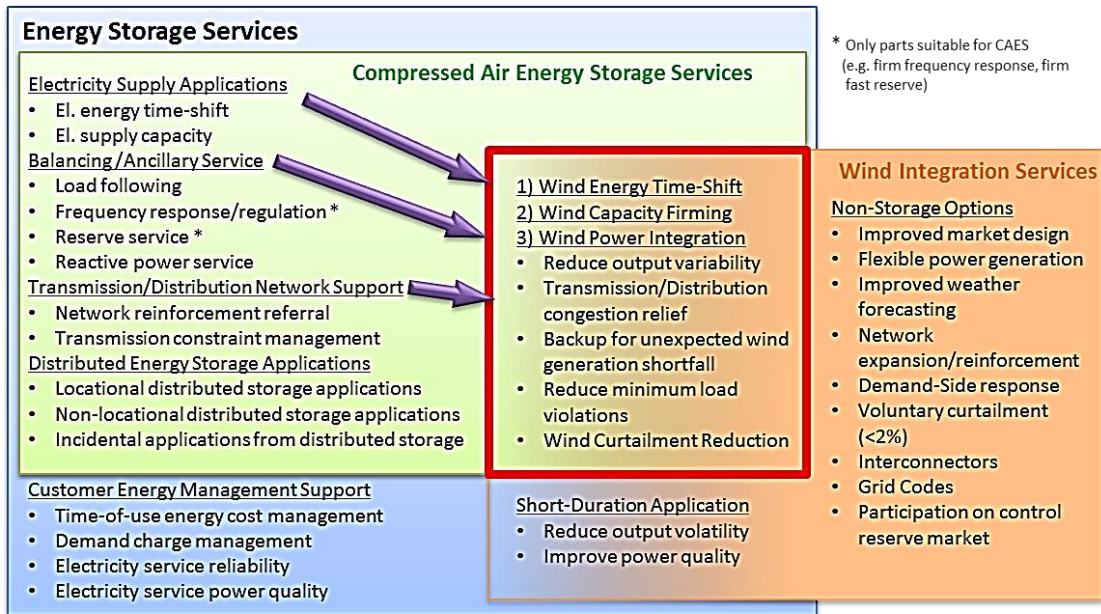 Energy Storage Services
Compressed Air Energy Storage Services
Electricity Supply Applications
• El. energy time-shift
• El. supply capacity
Balancing/Ancillary Service
• Load following
• Frequency response/regulation *
• Reserve service *
• Reactive power service
Transmission/Distribution Network Support
• Network reinforcement referral
• Transmission constraint management
Distributed Energy Storage Applications
• Locational distributed storage applications
• Non-locational distributed storage applications
• Incidental applications from distributed storage
Customer Energy Management Support
• Time-of-use energy cost management
• Demand charge management
• Electricity service reliability
• Electricity service power quality
1) Wind Energy Time-Shift
2) Wind Capacity Firming
3) Wind Power Integration
• Reduce output variability
• Transmission/Distribution
congestion relief
• Backup for unexpected wind
generation shortfall
• Reduce minimum load
violations
• Wind Curtailment Reduction
Short-Duration Application
• Reduce output volatility
• Improve power quality
* Only parts suitable for CAES
(e.g. firm frequency response, firm
fast reserve)
Wind Integration Services
Non-Storage Options
• Improved market design
• Flexible power generation
• Improved weather
forecasting
• Network
expansion/reinforcement
• Demand-Side response
• Voluntary curtailment
(<2%)
• Interconnectors
• Grid Codes
• Participation on control
reserve market